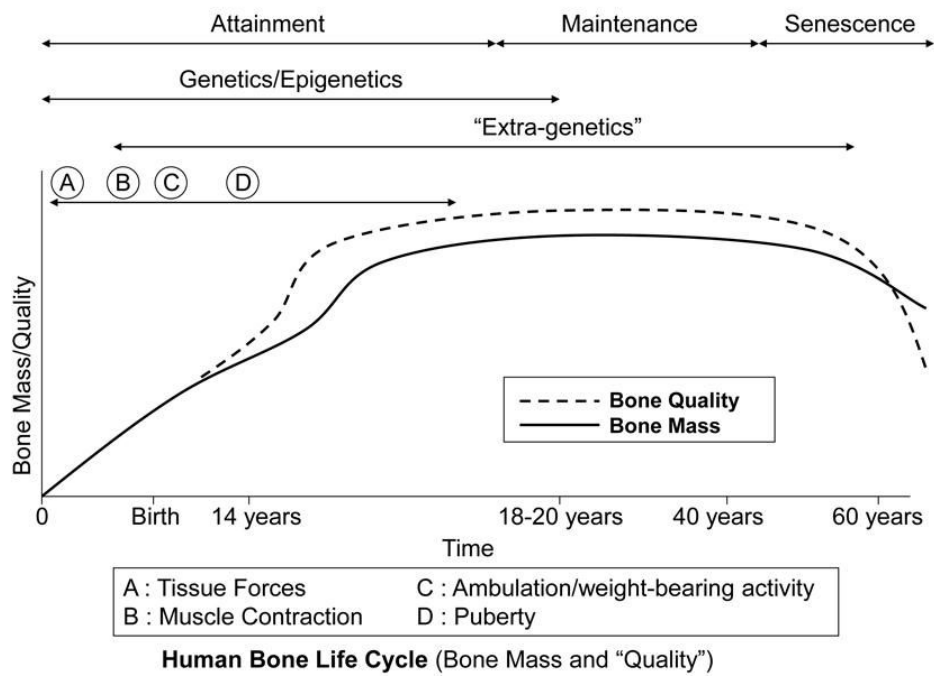 Attainment Maintenance Senescence
Genetics/Epigenetics
“Extra-genetics”
A B C D
Bone Mass/Quality
Bone Quality
Bone Mass
0 Birth 14 years 18-20 years 40 years 60 years
Time
A : Tissue Forces C : Ambulation/weight-bearing activity
B : Muscle Contraction D : Puberty
Human Bone Life Cycle (Bone Mass and “Quality”)